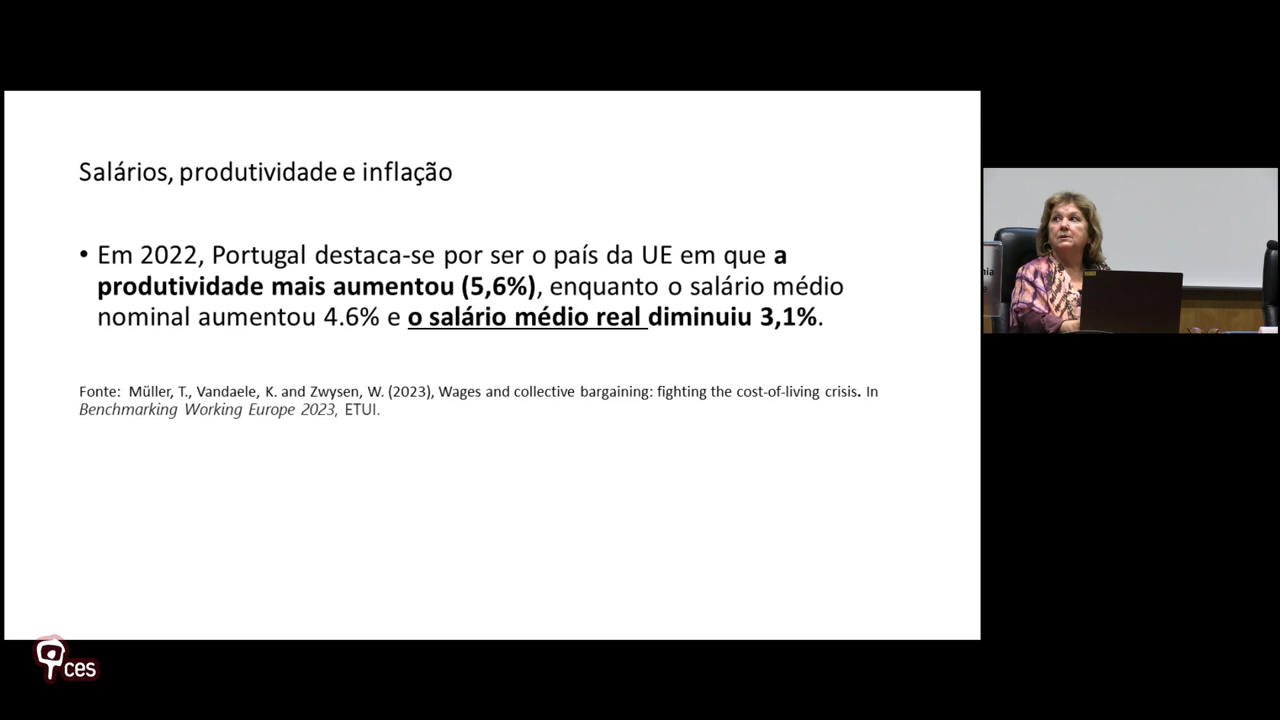 Salários, produtividade e inflação
• Em 2022, Portugal destaca-se por ser o país da UE em que a
produtividade mais aumentou (5,6%), enquanto o salário médio
nominal aumentou 4.6% e o salário médio real diminuiu 3,1%.
Fonte: Müller, T., Vandaele, K. and Zwysen, W. (2023), Wages and collective bargaining: fighting the cost-of-living crisis. In
Benchmarking Working Europe 2023, ETUI.
ces